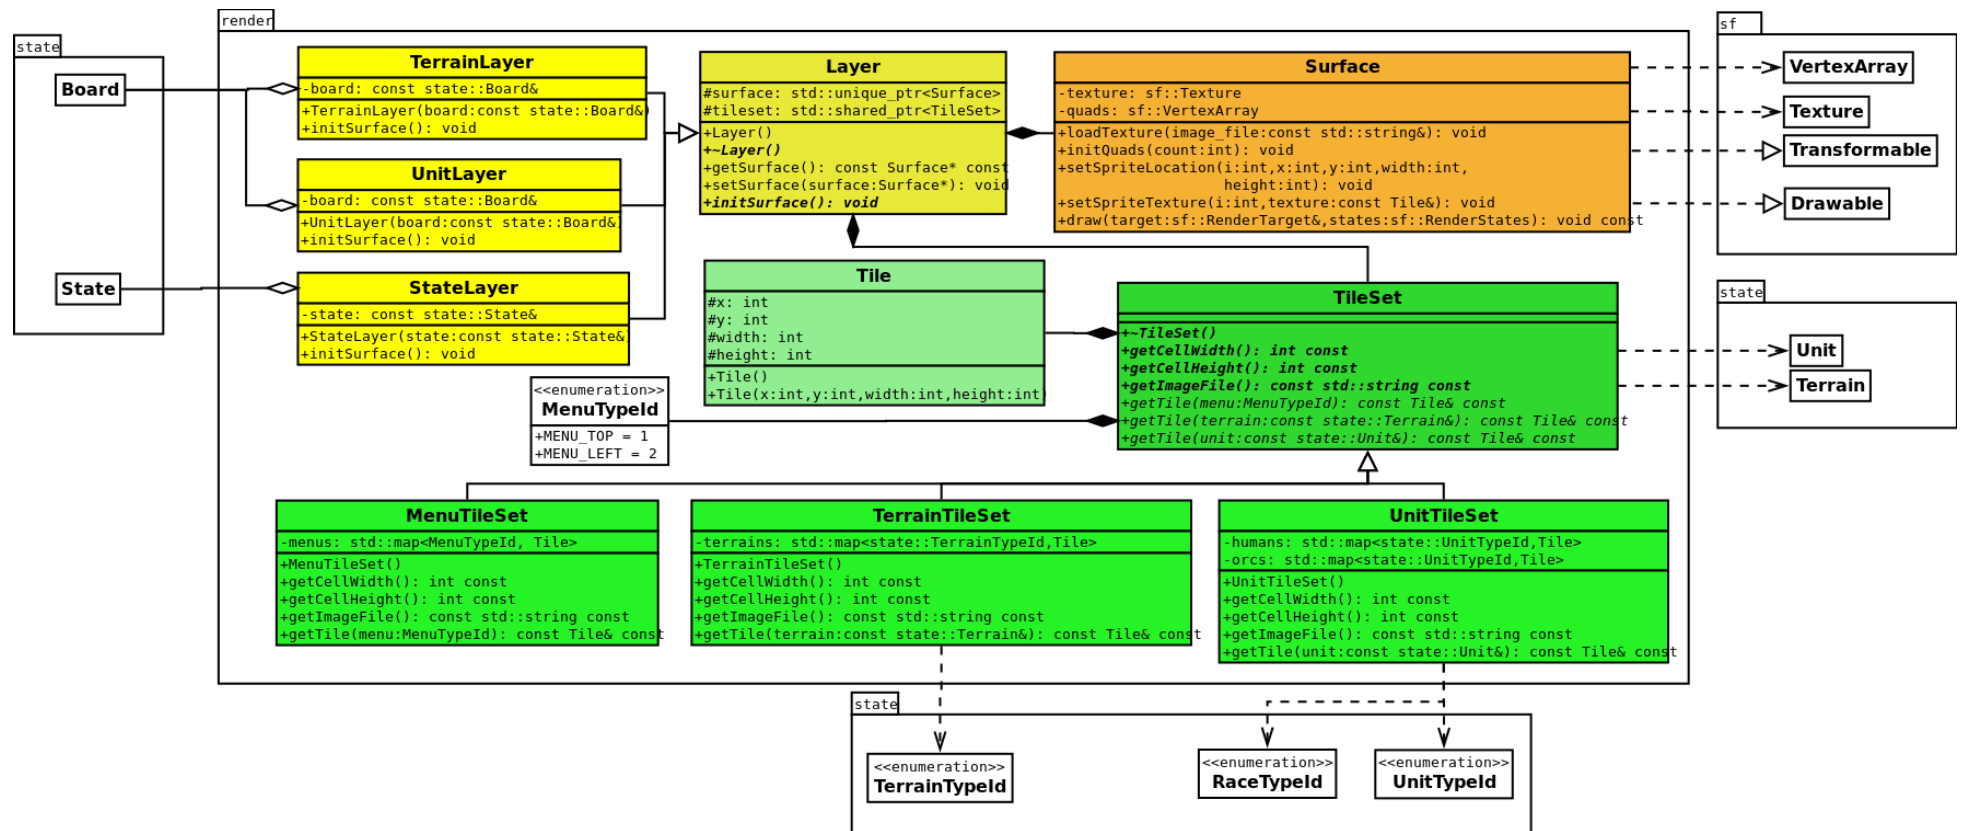 state
Board
State
render
TerrainLayer
-board: const state::Board&
+TerrainLayer(board:const state::Board&)
+initSurface(): void
UnitLayer
-board: const state::Board&
+UnitLayer(board:const state::Board&)
+initSurface(): void
StateLayer
-state: const state::State&
+StateLayer(state:const state::State&)
+initSurface(): void
Layer
#surface: std::unique_ptr<Surface>
#tileset: std::shared_ptr<TileSet>
+Layer()
+~Layer()
+getSurface(): const Surface* const
+setSurface(surface:Surface*): void
+initSurface(): void
Surface
-texture: sf::Texture
-quads: sf::VertexArray
+loadTexture(image_file:const std::string&): void
+initQuads(count:int): void
+setSpriteLocation(i:int,x:int,y:int,width:int,
height:int): void
+setSpriteTexture(i:int,texture:const Tile&): void
+draw(target:sf::RenderTarget&,states:sf::RenderStates): void const
sf
VertexArray
Texture
Transformable
Drawable
Tile
#x: int
#y: int
#width: int
#height: int
+Tile()
+Tile(x:int,y:int,width:int,height:int)
TileSet
+~TileSet()
+getCellWidth(): int const
+getCellHeight(): int const
+getImageFile(): const std::string const
+getTile(menu:MenuTypeId): const Tile& const
+getTile(terrain:const state::Terrain&): const Tile& const
+getTile(unit:const state::Unit&): const Tile& const
state
Unit
Terrain
<<enumeration>>
MenuTypeId
+MENU_TOP = 1
+MENU_LEFT = 2
MenuTileSet
-menus: std::map<MenuTypeId, Tile>
+MenuTileSet()
+getCellWidth(): int const
+getCellHeight(): int const
+getImageFile(): const std::string const
+getTile(menu:MenuTypeId): const Tile& const
TerrainTileSet
-terrains: std::map<state::TerrainTypeId,Tile>
+TerrainTileSet()
+getCellWidth(): int const
+getCellHeight(): int const
+getImageFile(): const std::string const
+getTile(terrain:const state::Terrain&): const Tile& const
UnitTileSet
-humans: std::map<state::UnitTypeId,Tile>
-orcs: std::map<state::UnitTypeId,Tile>
+UnitTileSet()
+getCellWidth(): int const
+getCellHeight(): int const
+getImageFile(): const std::string const
+getTile(unit:const state::Unit&): const Tile& const
state
<<enumeration>>
TerrainTypeId
<<enumeration>>
RaceTypeId
<<enumeration>>
UnitTypeId